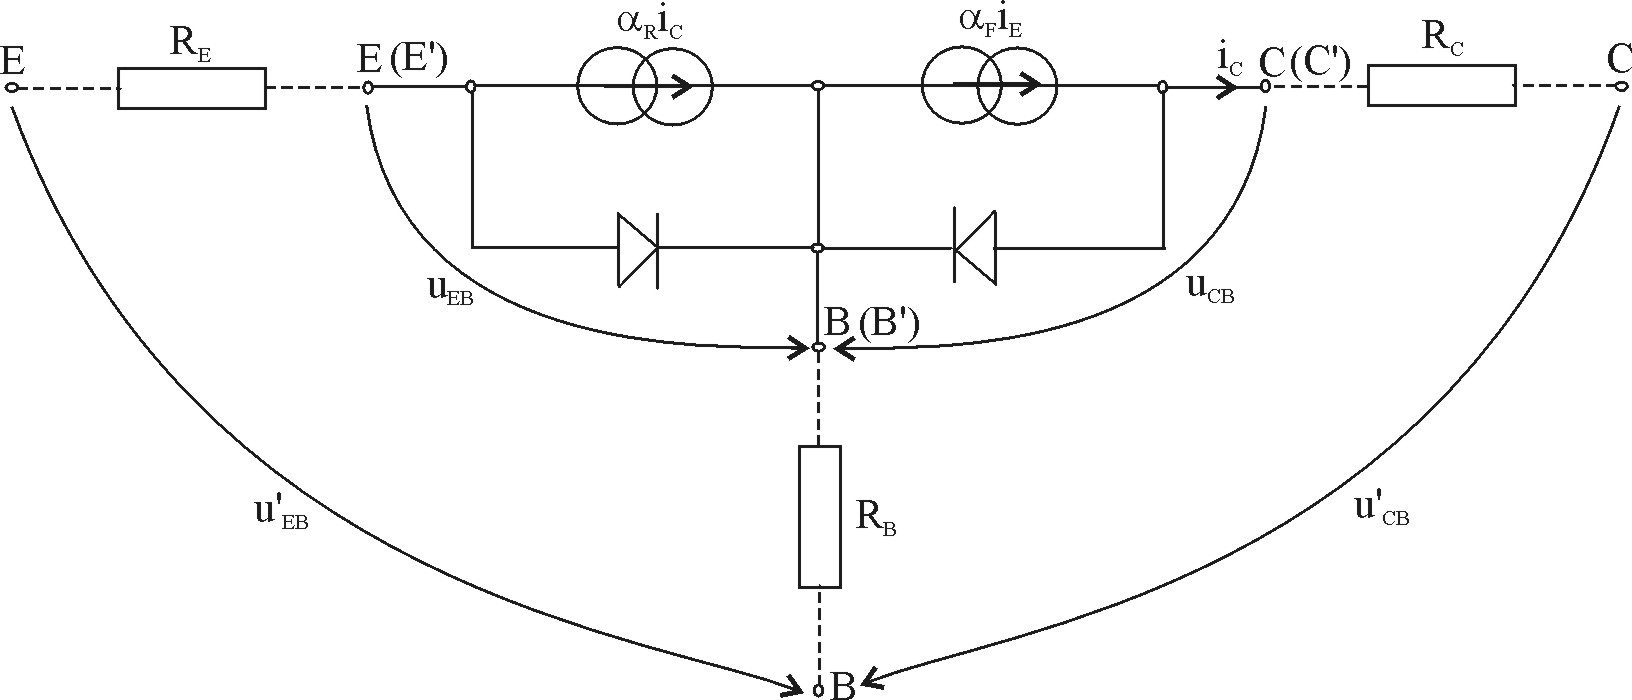 α_R i_C
α_F i_E
E
R_E
E (E')
i_C
C (C')
R_C
C
u_EB
u_CB
B (B')
u'_EB
R_B
u'_CB
B